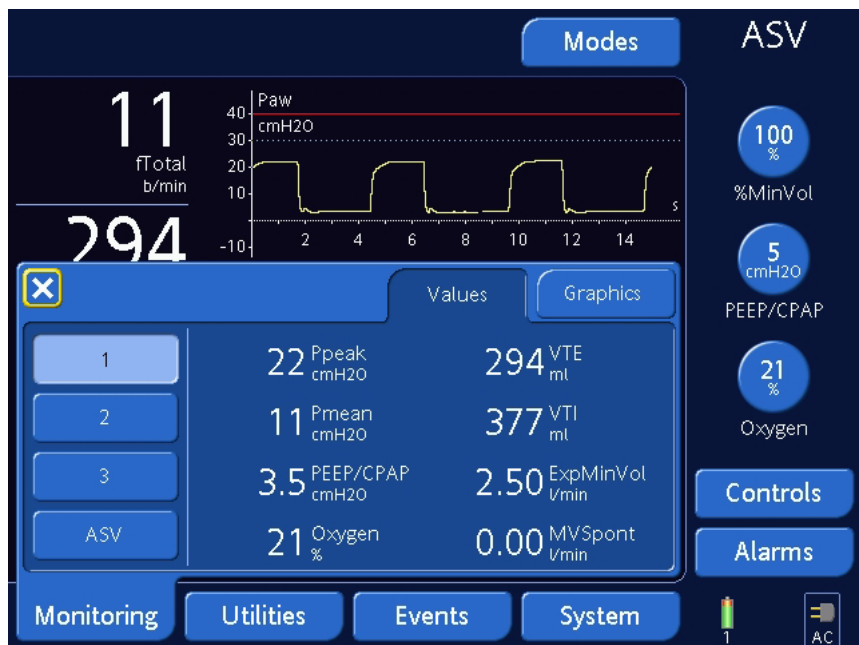 Modes
ASV
11
fTotal
b/min
294
Paw
cmH2O
40
30
20
10
-10
2 4 6 8 10 12 14
s
100
%
%MinVol
5
cmH2O
PEEP/CPAP
21
%
Oxygen
Values
Graphics
1
2
3
ASV
22 Ppeak
cmH2O
294 VTE
ml
11 Pmean
cmH2O
377 VTI
ml
3.5 PEEP/CPAP
cmH2O
2.50 ExpMinVol
l/min
21 Oxygen
%
0.00 MVSpont
l/min
Controls
Alarms
Monitoring
Utilities
Events
System
1
AC